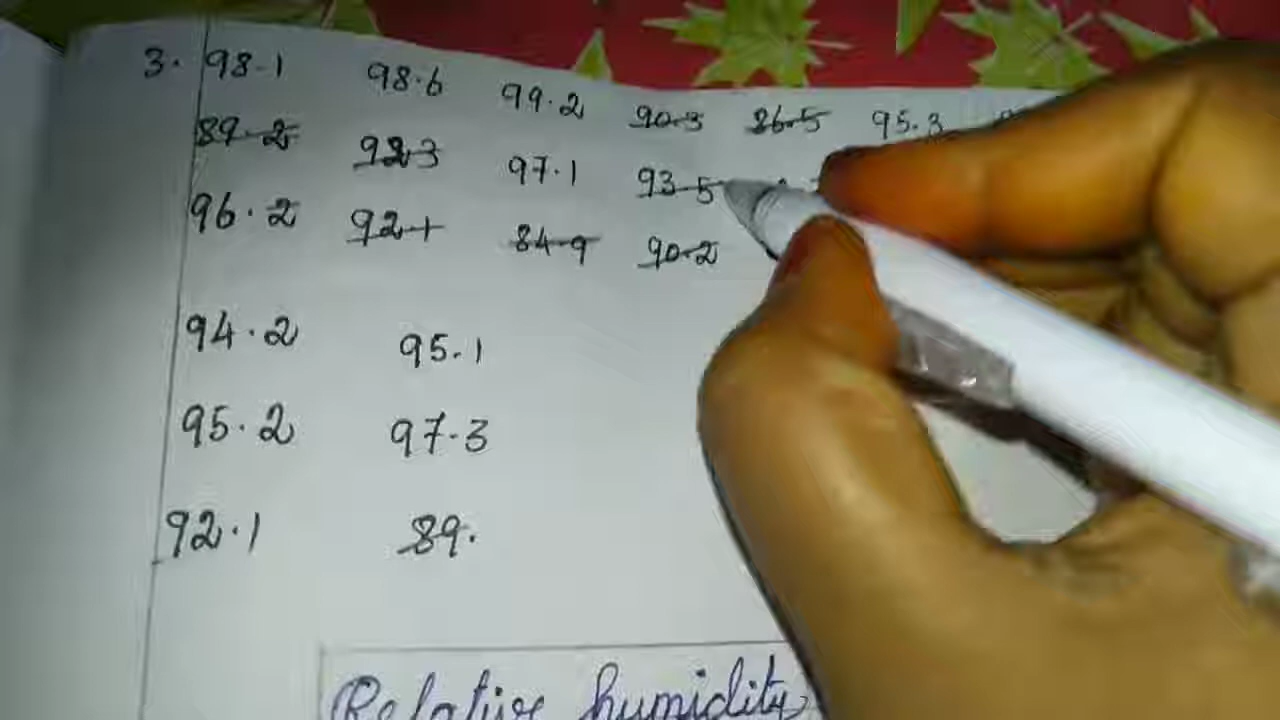 3. 98.1 98.6 99.2 90.3 86.5 95.3
89.2 92.3 97.1 93.5
96.2 92.1 84.9 90.2
94.2 95.1
95.2 97.3
92.1 89.
Relative humidity